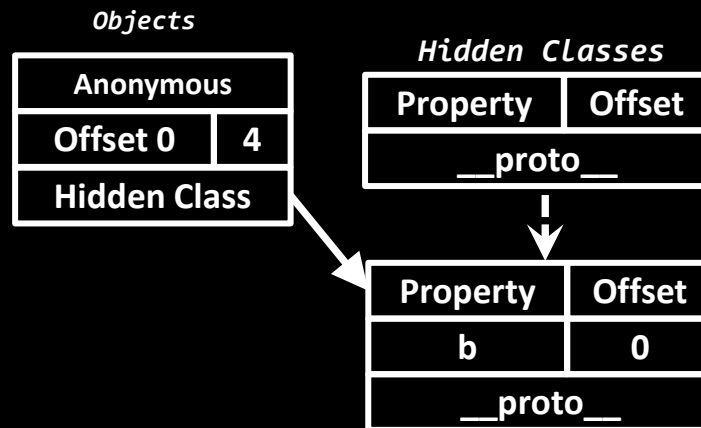 Objects
Anonymous
Offset 0 4
Hidden Class
Hidden Classes
Property Offset
__proto__
Property Offset
b 0
__proto__